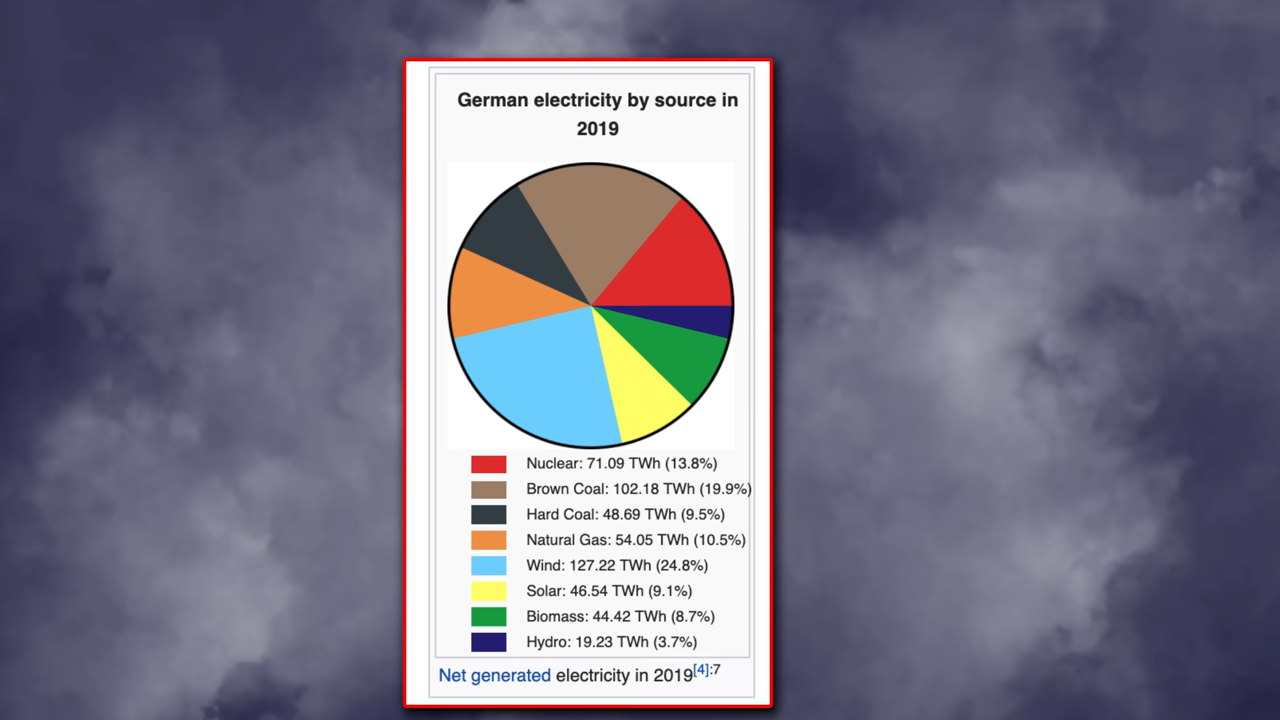 German electricity by source in
2019
Nuclear: 71.09 TWh (13.8%)
Brown Coal: 102.18 TWh (19.9%)
Hard Coal: 48.69 TWh (9.5%)
Natural Gas: 54.05 TWh (10.5%)
Wind: 127.22 TWh (24.8%)
Solar: 46.54 TWh (9.1%)
Biomass: 44.42 TWh (8.7%)
Hydro: 19.23 TWh (3.7%)
Net generated electricity in 2019[4]:7